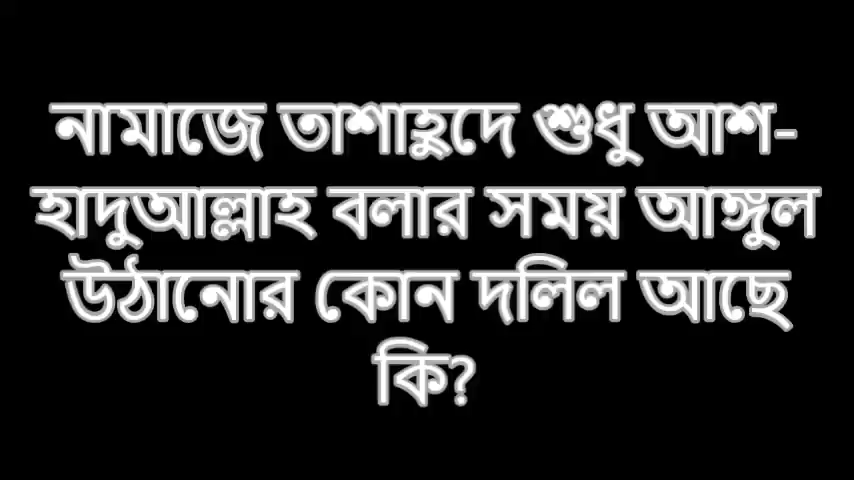 নামাজে তাশাহুদে শুধু আশ-
হাদুআল্লাহ বলার সময় আঙ্গুল
উঠানোর কোন দলিল আছে
কি?